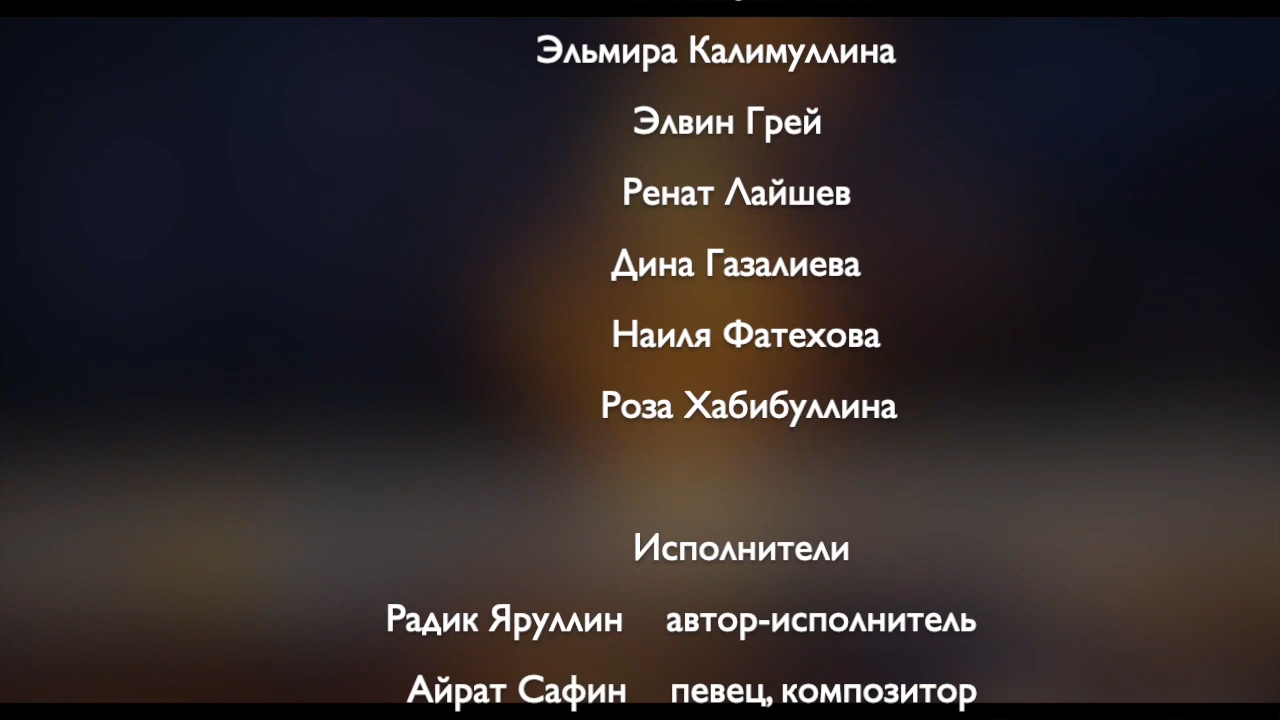 Эльмира Калимуллина
Элвин Грей
Ренат Лайшев
Дина Газалиева
Наиля Фатехова
Роза Хабибуллина
Исполнители
Радик Яруллин автор-исполнитель
Айрат Сафин певец, композитор